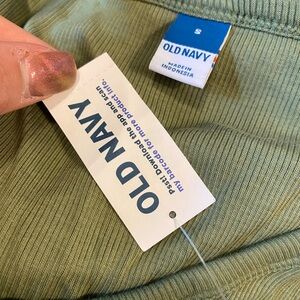 S
OLD NAVY
MADE IN
INDONESIA
OLD NAVY
Psst! Download the app and scan
my barcode for more product info.